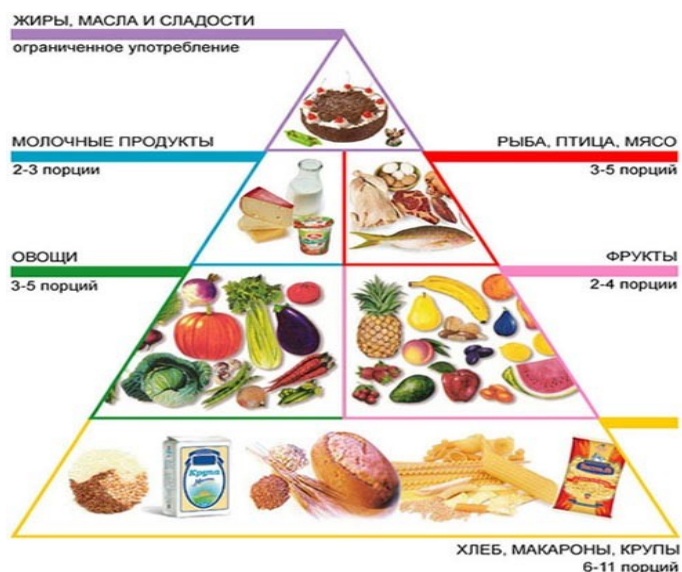 ЖИРЫ, МАСЛА И СЛАДОСТИ
ограниченное употребление
МОЛОЧНЫЕ ПРОДУКТЫ
2-3 порции
РЫБА, ПТИЦА, МЯСО
3-5 порций
ОВОЩИ
3-5 порций
ФРУКТЫ
2-4 порции
Крупа
ХЛЕБ, МАКАРОНЫ, КРУПЫ
6-11 порций